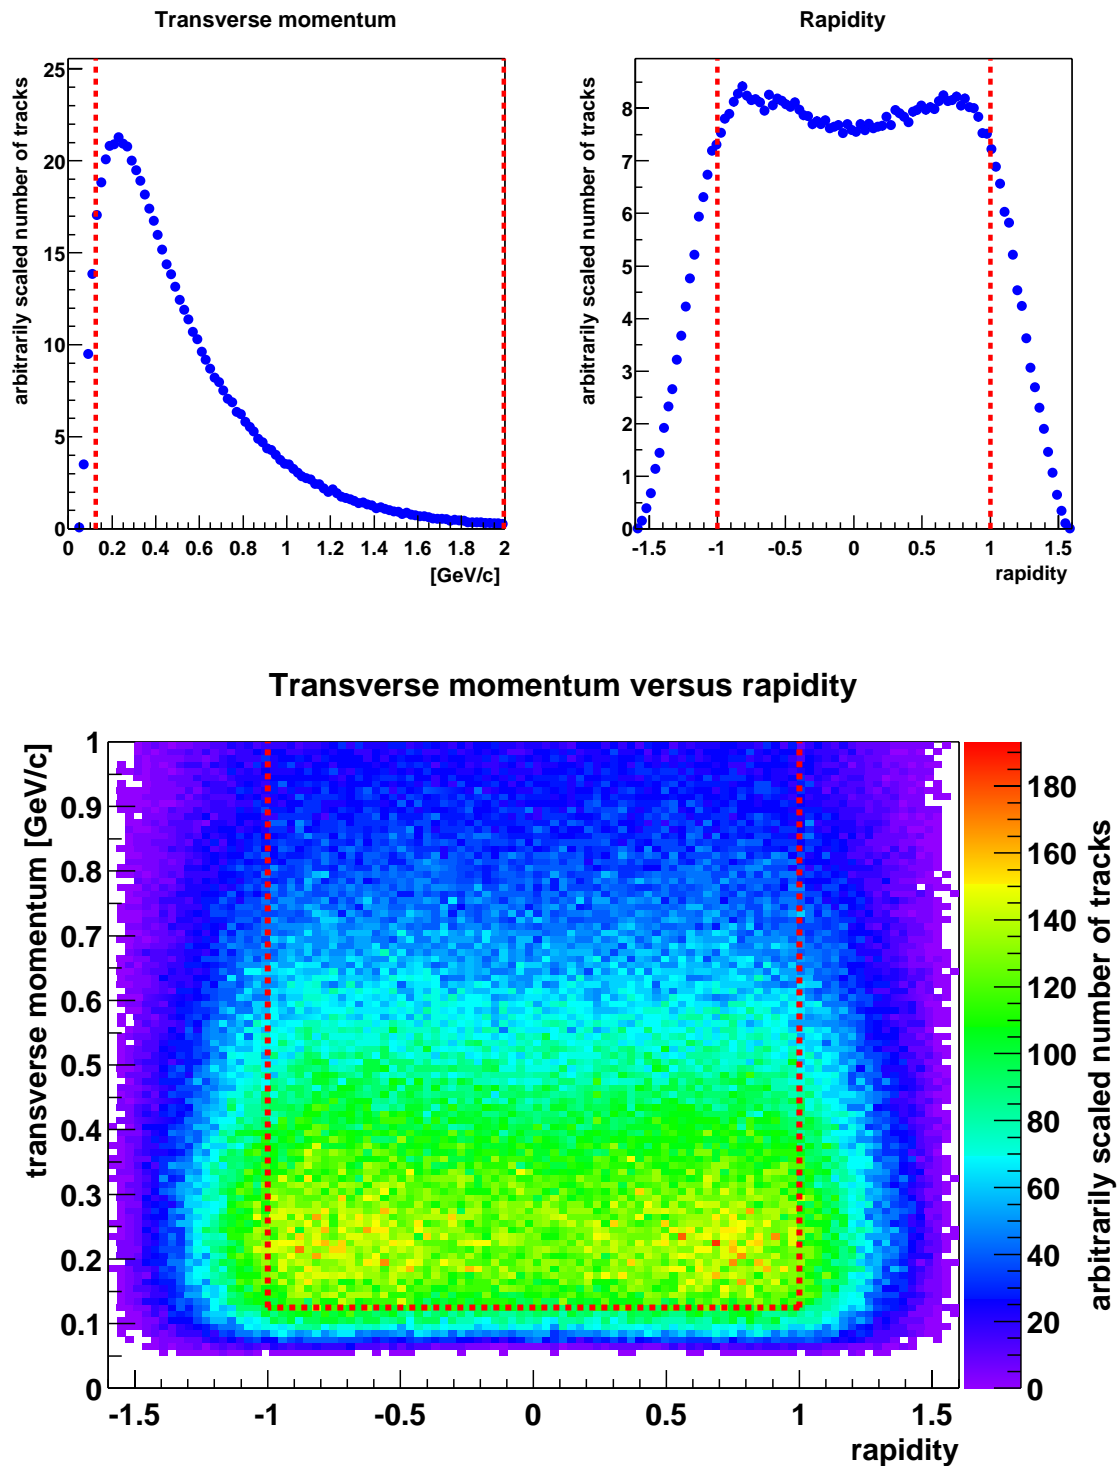 Transverse momentum
arbitrarily scaled number of tracks
25
20
15
10
5
0
0 0.2 0.4 0.6 0.8 1 1.2 1.4 1.6 1.8 2
[GeV/c]
Rapidity
arbitrarily scaled number of tracks
8
7
6
5
4
3
2
1
0
-1.5 -1 -0.5 0 0.5 1 1.5
rapidity
Transverse momentum versus rapidity
transverse momentum [GeV/c]
1
0.9
0.8
0.7
0.6
0.5
0.4
0.3
0.2
0.1
0
-1.5 -1 -0.5 0 0.5 1 1.5
rapidity
180
160
140
120
100
80
60
40
20
0
arbitrarily scaled number of tracks